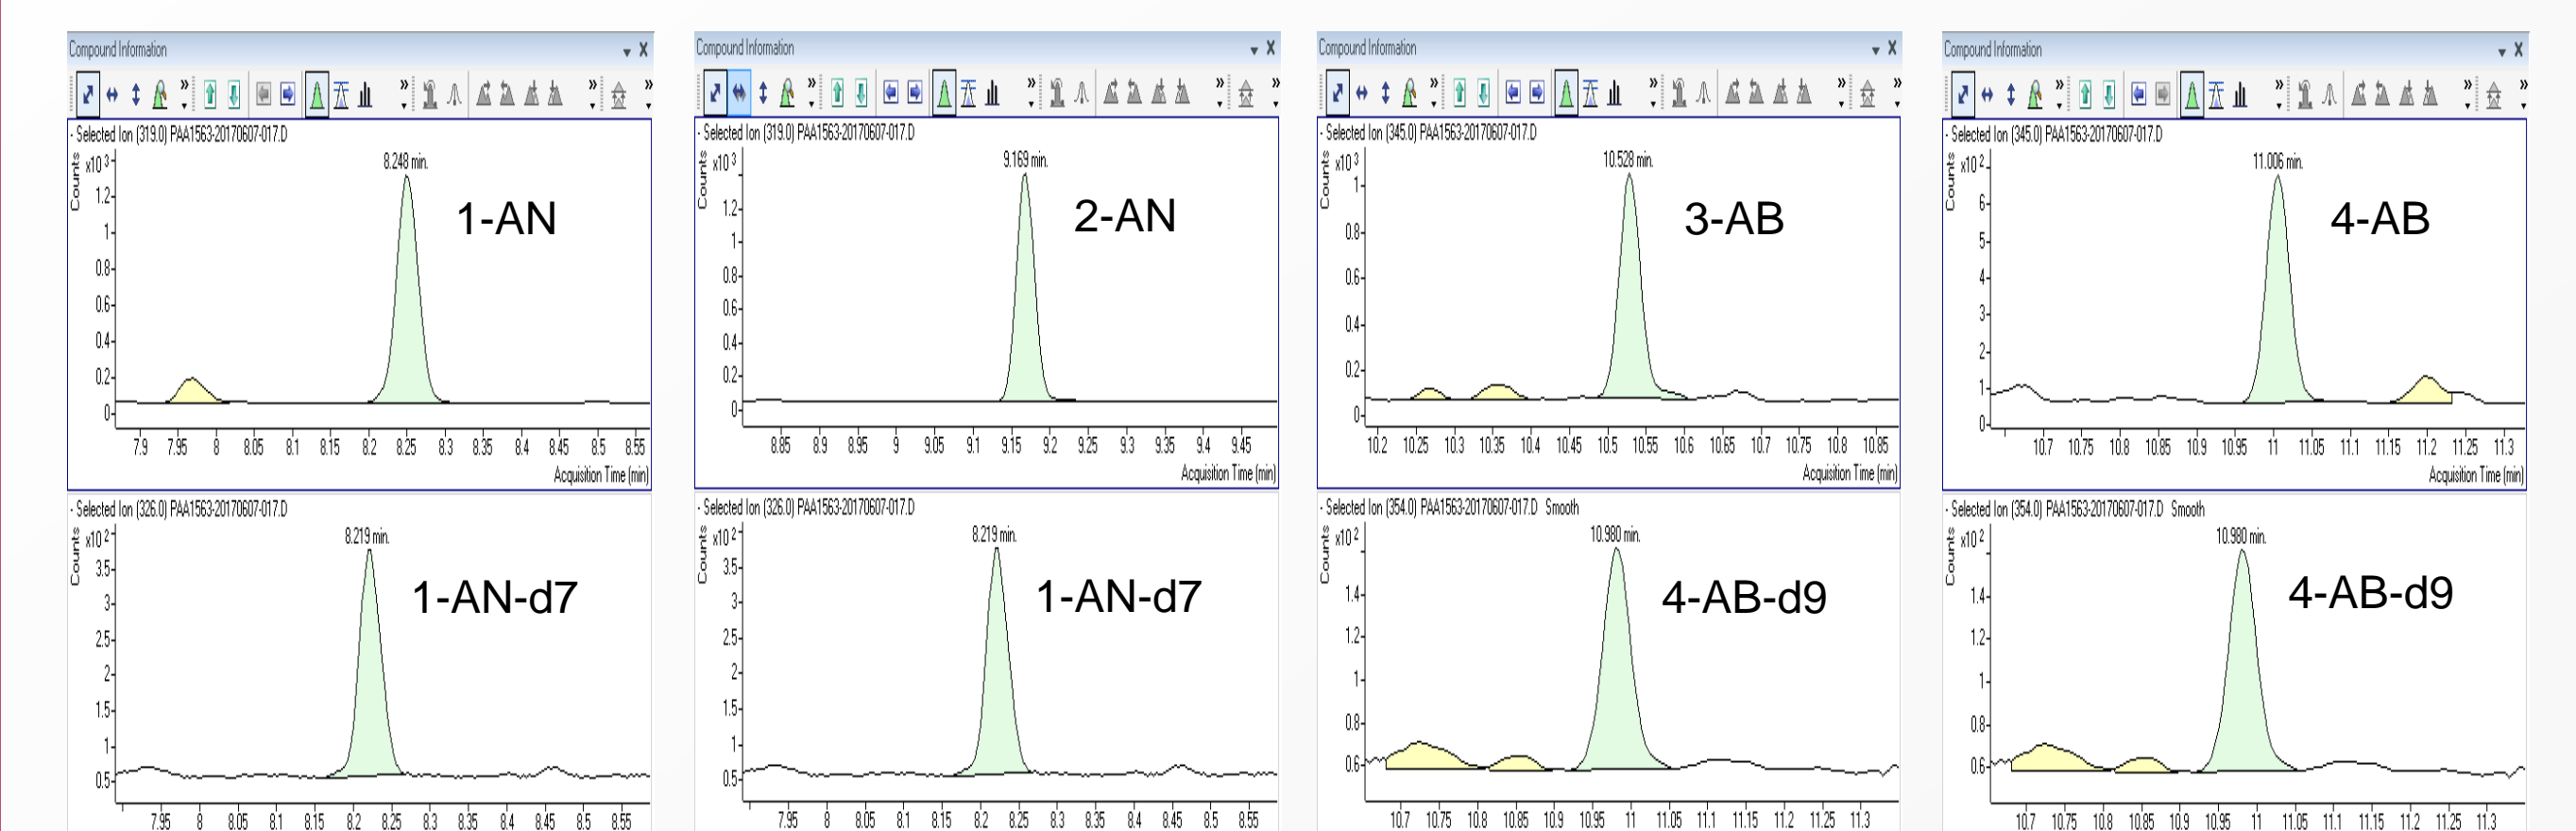 Compound Information
- Selected Ion (319.0) PAA1563-20170607-017.D
Counts
x10 3
8.248 min.
1-AN
1.2
1
0.8
0.6
0.4
0.2
0
7.9 7.95 8 8.05 8.1 8.15 8.2 8.25 8.3 8.35 8.4 8.45 8.5 8.55
Acquisition Time (min)
- Selected Ion (326.0) PAA1563-20170607-017.D
Counts
x10 2
8.219 min.
1-AN-d7
3.5
3
2.5
2
1.5
1
0.5
7.95 8 8.05 8.1 8.15 8.2 8.25 8.3 8.35 8.4 8.45 8.5 8.55
Compound Information
- Selected Ion (319.0) PAA1563-20170607-017.D
Counts
x10 3
9.169 min.
2-AN
1.2
1
0.8
0.6
0.4
0.2
0
8.85 8.9 8.95 9 9.05 9.1 9.15 9.2 9.25 9.3 9.35 9.4 9.45
Acquisition Time (min)
- Selected Ion (326.0) PAA1563-20170607-017.D
Counts
x10 2
8.219 min.
1-AN-d7
3.5
3
2.5
2
1.5
1
0.5
7.95 8 8.05 8.1 8.15 8.2 8.25 8.3 8.35 8.4 8.45 8.5 8.55
Compound Information
- Selected Ion (345.0) PAA1563-20170607-017.D
Counts
x10 3
10.528 min.
3-AB
1
0.8
0.6
0.4
0.2
0
10.2 10.25 10.3 10.35 10.4 10.45 10.5 10.55 10.6 10.65 10.7 10.75 10.8 10.85
Acquisition Time (min)
- Selected Ion (354.0) PAA1563-20170607-017.D Smooth
Counts
x10 2
10.980 min.
4-AB-d9
1.4
1.2
1
0.8
0.6
10.7 10.75 10.8 10.85 10.9 10.95 11 11.05 11.1 11.15 11.2 11.25 11.3
Compound Information
- Selected Ion (345.0) PAA1563-20170607-017.D
Counts
x10 2
11.006 min.
4-AB
6
5
4
3
2
1
0
10.7 10.75 10.8 10.85 10.9 10.95 11 11.05 11.1 11.15 11.2 11.25 11.3
Acquisition Time (min)
- Selected Ion (354.0) PAA1563-20170607-017.D Smooth
Counts
x10 2
10.980 min.
4-AB-d9
1.4
1.2
1
0.8
0.6
10.7 10.75 10.8 10.85 10.9 10.95 11 11.05 11.1 11.15 11.2 11.25 11.3